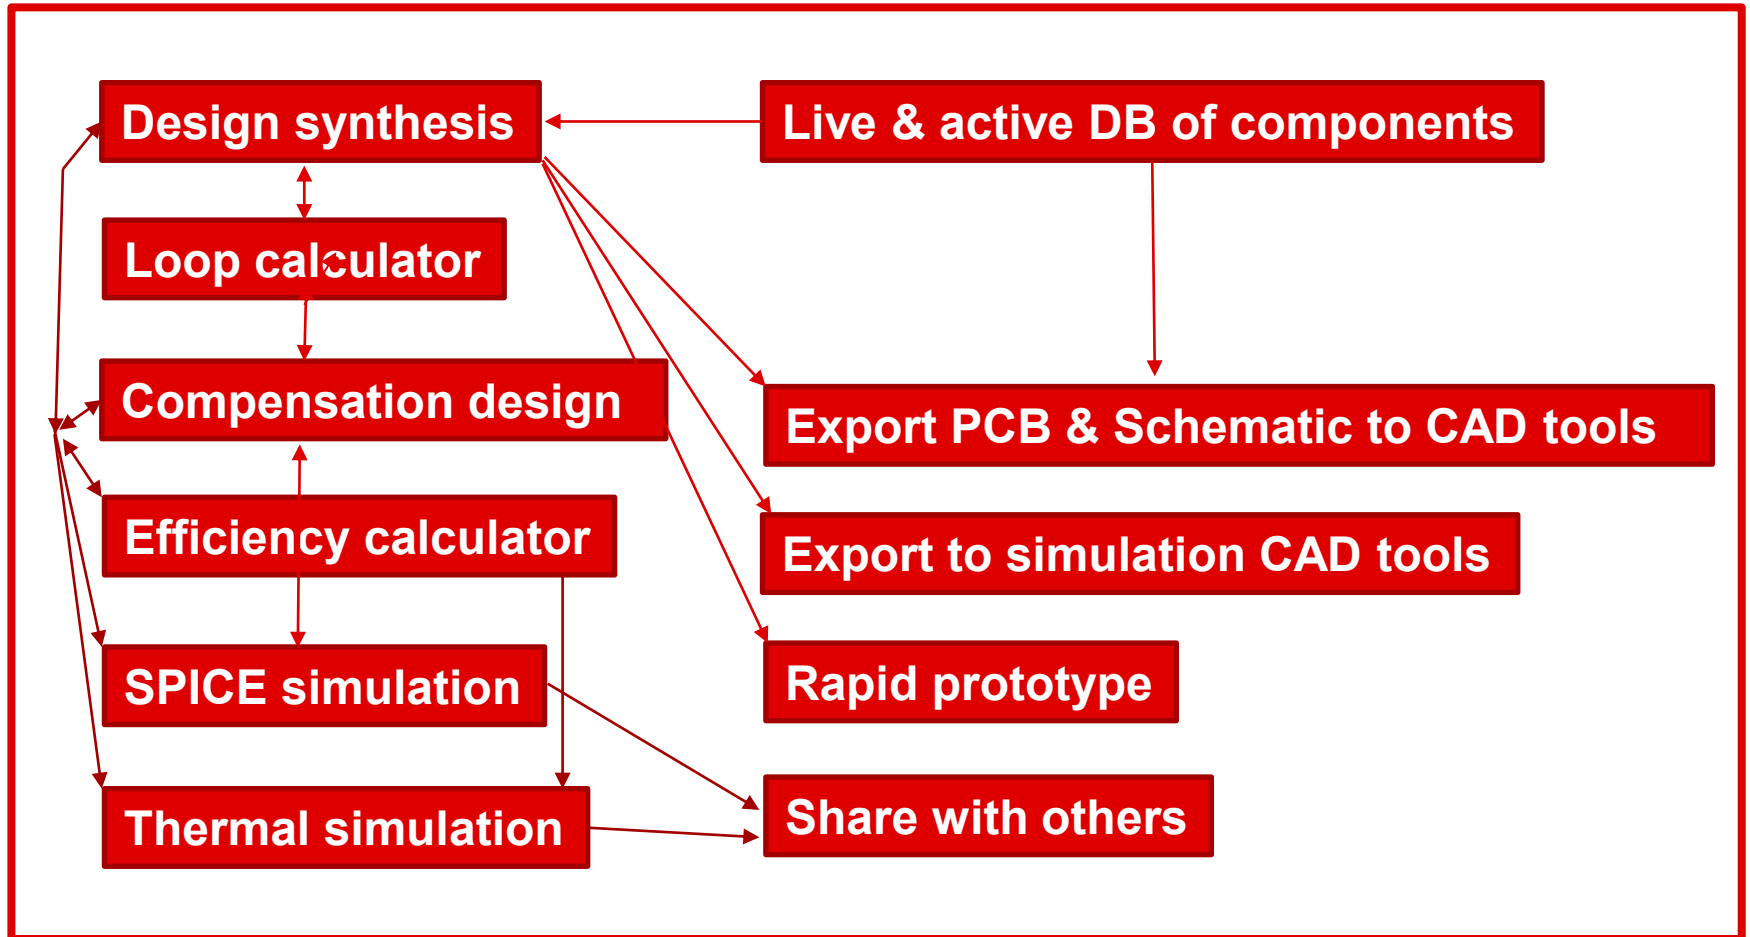 Design synthesis
Live & active DB of components
Loop calculator
Compensation design
Export PCB & Schematic to CAD tools
Efficiency calculator
Export to simulation CAD tools
SPICE simulation
Rapid prototype
Thermal simulation
Share with others